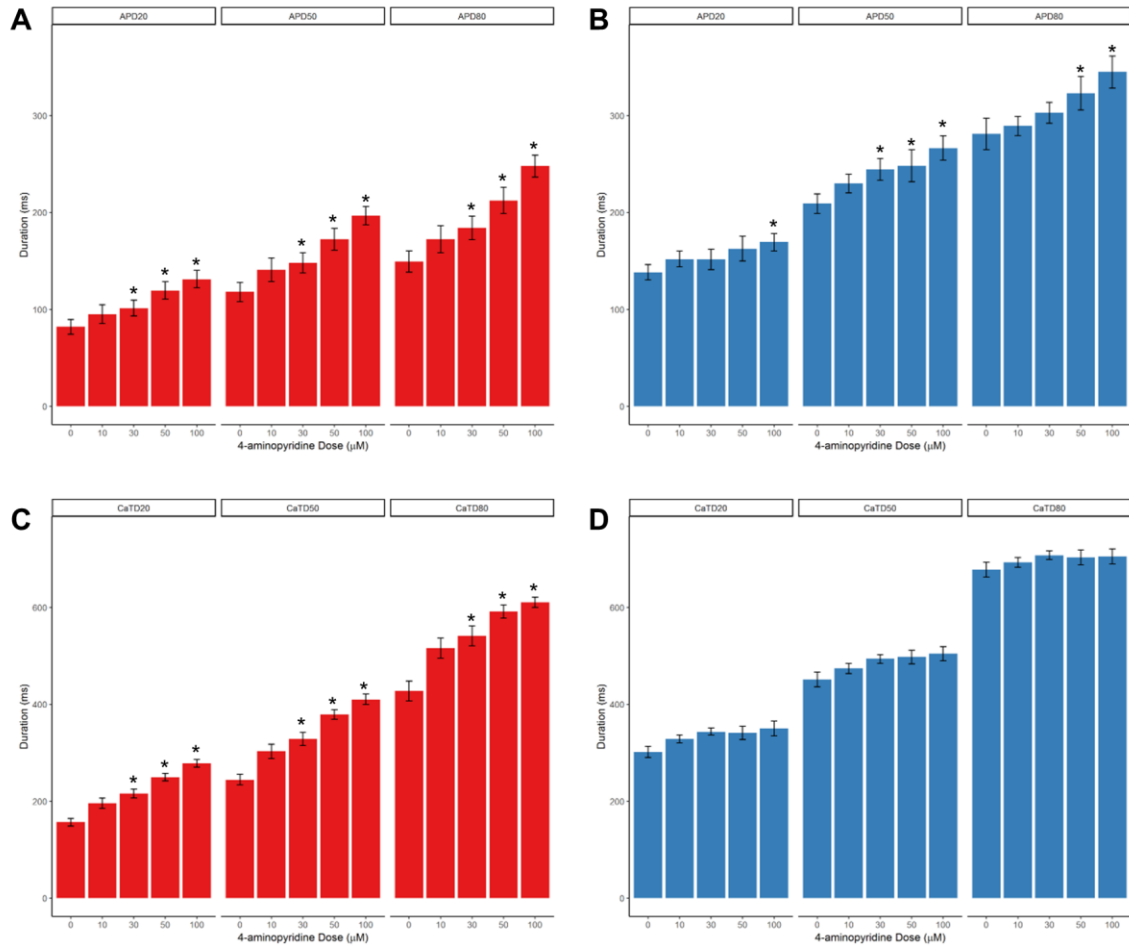 A
APD20 APD50 APD80
*
* * * * * * * *
300
200
100
0
Duration (ms)
0 10 30 50 100 0 10 30 50 100 0 10 30 50 100
4-aminopyridine Dose (μM)
B
APD20 APD50 APD80
* * * * * *
300
200
100
0
Duration (ms)
0 10 30 50 100 0 10 30 50 100 0 10 30 50 100
4-aminopyridine Dose (μM)
C
CaTD20 CaTD50 CaTD80
* * * * * * * * *
600
400
200
0
Duration (ms)
0 10 30 50 100 0 10 30 50 100 0 10 30 50 100
4-aminopyridine Dose (μM)
D
CaTD20 CaTD50 CaTD80
600
400
200
0
Duration (ms)
0 10 30 50 100 0 10 30 50 100 0 10 30 50 100
4-aminopyridine Dose (μM)